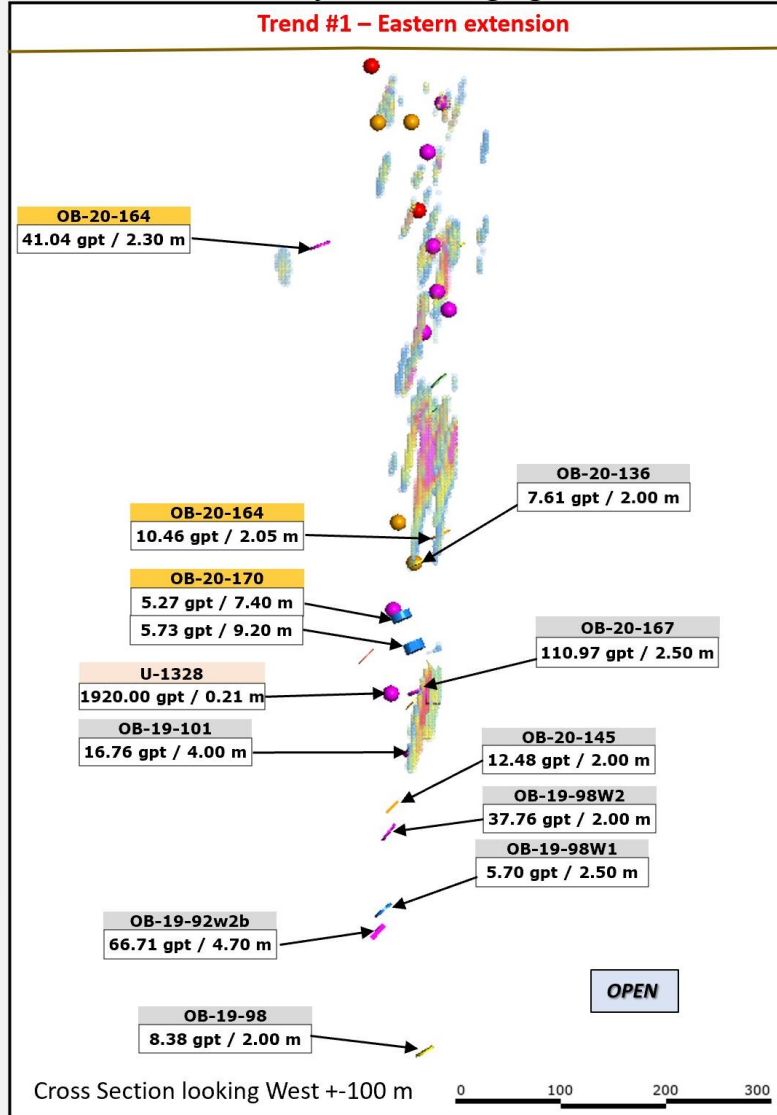 Trend #1 – Eastern extension
OB-20-164
41.04 gpt / 2.30 m
OB-20-136
7.61 gpt / 2.00 m
OB-20-164
10.46 gpt / 2.05 m
OB-20-170
5.27 gpt / 7.40 m
5.73 gpt / 9.20 m
OB-20-167
110.97 gpt / 2.50 m
U-1328
1920.00 gpt / 0.21 m
OB-19-101
16.76 gpt / 4.00 m
OB-20-145
12.48 gpt / 2.00 m
OB-19-98W2
37.76 gpt / 2.00 m
OB-19-98W1
5.70 gpt / 2.50 m
OB-19-92w2b
66.71 gpt / 4.70 m
OPEN
OB-19-98
8.38 gpt / 2.00 m
Cross Section looking West +-100 m
0 100 200 300